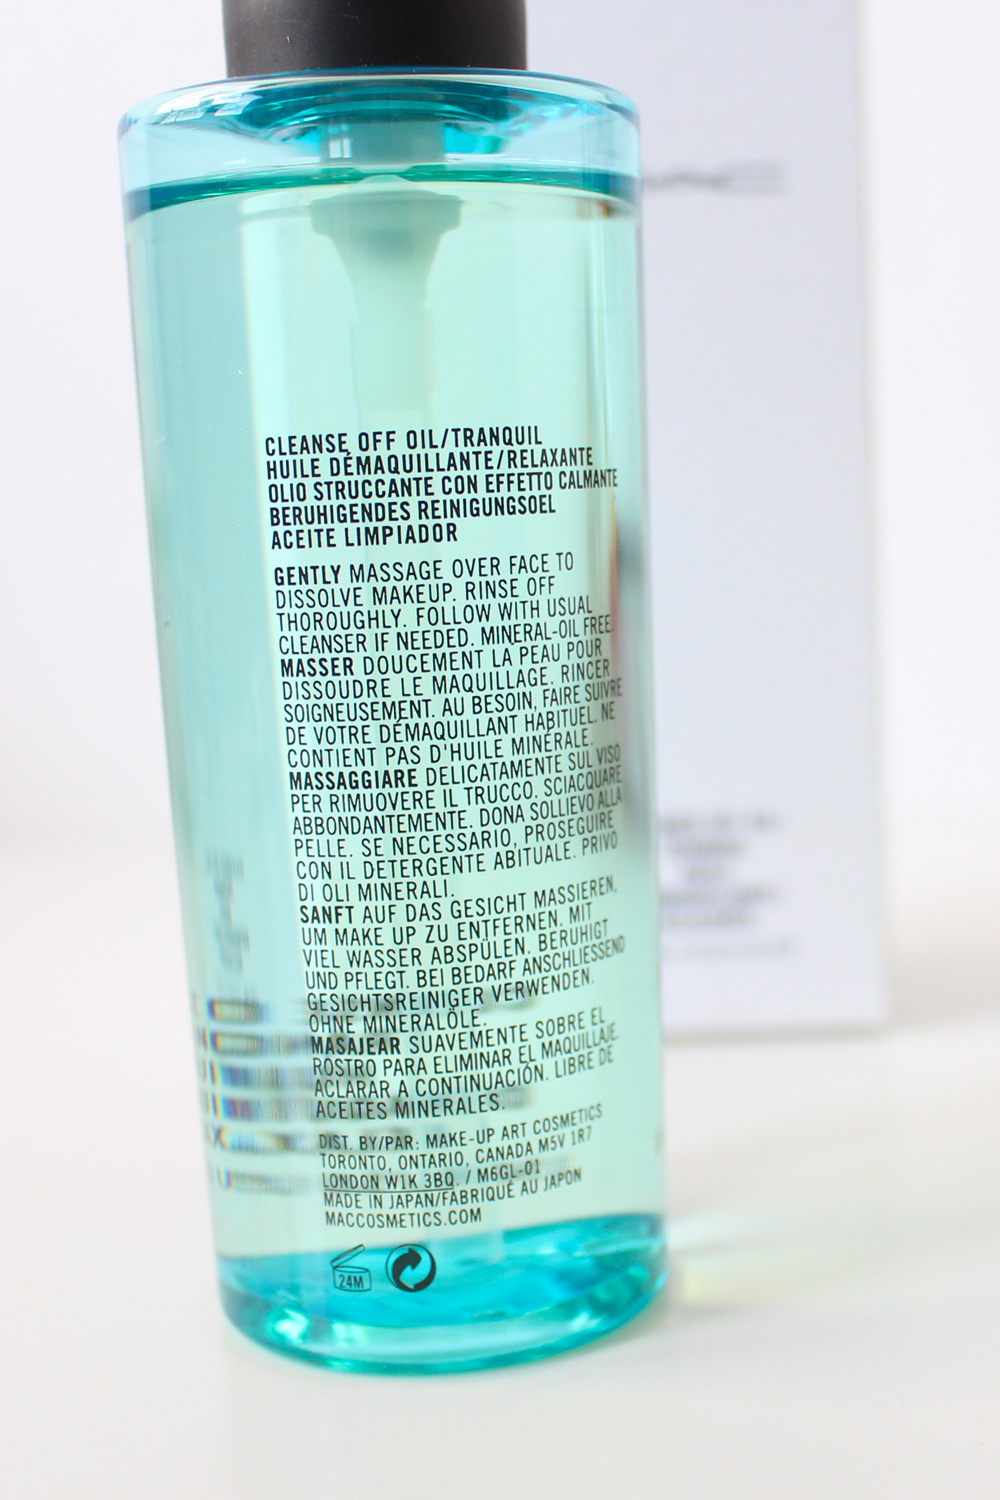 MAC
CLEANSE OFF OIL/TRANQUIL
HUILE DÉMAQUILLANTE/RELAXANTE
OLIO STRUCCANTE CON EFFETTO CALMANTE
BERUHIGENDES REINIGUNGSOEL
ACEITE LIMPIADOR
GENTLY MASSAGE OVER FACE TO
DISSOLVE MAKEUP. RINSE OFF
THOROUGHLY. FOLLOW WITH USUAL
CLEANSER IF NEEDED. MINERAL-OIL FREE.
MASSER DOUCEMENT LA PEAU POUR
DISSOUDRE LE MAQUILLAGE. RINCER
SOIGNEUSEMENT. AU BESOIN, FAIRE SUIVRE
DE VOTRE DÉMAQUILLANT HABITUEL. NE
CONTIENT PAS D'HUILE MINÉRALE.
MASSAGGIARE DELICATAMENTE SUL VISO
PER RIMUOVERE IL TRUCCO. SCIACQUARE
ABBONDANTEMENTE. DONA SOLLIEVO ALLA
PELLE. SE NECESSARIO, PROSEGUIRE
CON IL DETERGENTE ABITUALE. PRIVO
DI OLI MINERALI.
SANFT AUF DAS GESICHT MASSIEREN,
UM MAKE UP ZU ENTFERNEN. MIT
VIEL WASSER ABSPÜLEN. BERUHIGT
UND PFLEGT. BEI BEDARF ANSCHLIESSEND
GESICHTSREINIGER VERWENDEN.
OHNE MINERALÖLE.
MASAJEAR SUAVEMENTE SOBRE EL
ROSTRO PARA ELIMINAR EL MAQUILLAJE.
ACLARAR A CONTINUACIÓN. LIBRE DE
ACEITES MINERALES.
DIST. BY/PAR: MAKE-UP ART COSMETICS
TORONTO, ONTARIO, CANADA M5V 1R7
LONDON W1K 3BQ. / M6GL-01
MADE IN JAPAN/FABRIQUÉ AU JAPON
MACCOSMETICS.COM
24M